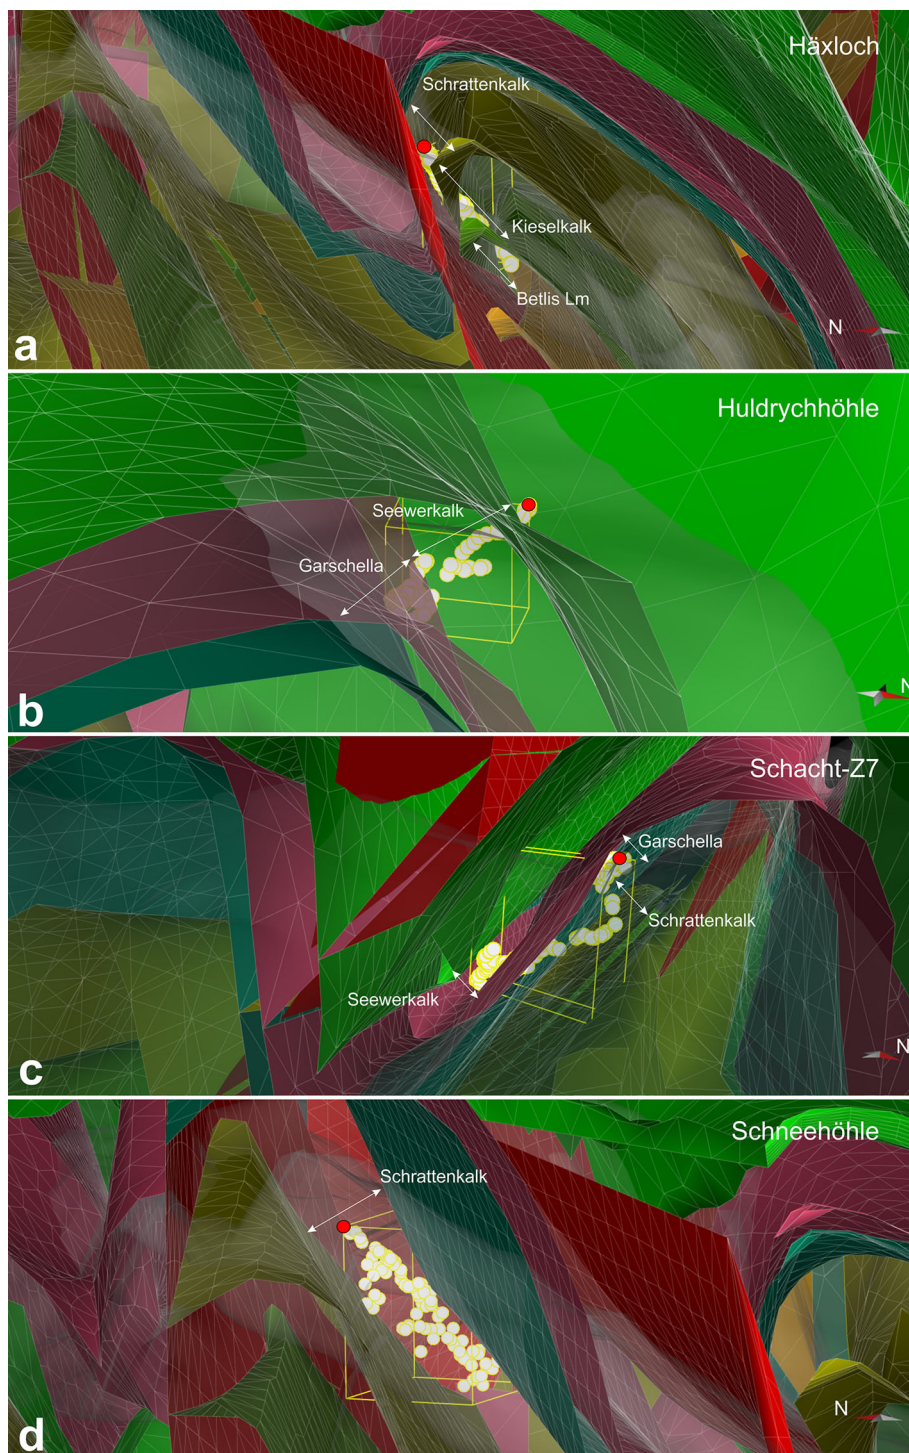 Häxloch
Schrattenkalk
Kieselkalk
Betlis Lm
N
a
Huldrychhöhle
Seewerkalk
Garschella
N
b
Schacht-Z7
Garschella
Schrattenkalk
Seewerkalk
N
c
Schneehöhle
Schrattenkalk
N
d